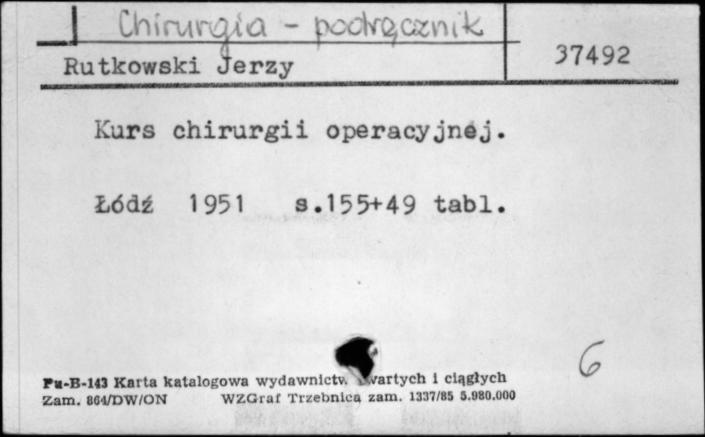 Chirurgia - podręcznik
Rutkowski Jerzy
37492
Kurs chirurgii operacyjnej.
Łódź 1951 s.155+49 tabl.
6
Pu-B-143 Karta katalogowa wydawnictw zwartych i ciągłych
Zam. 864/DW/ON WZGraf Trzebnica zam. 1337/85 5.980.000